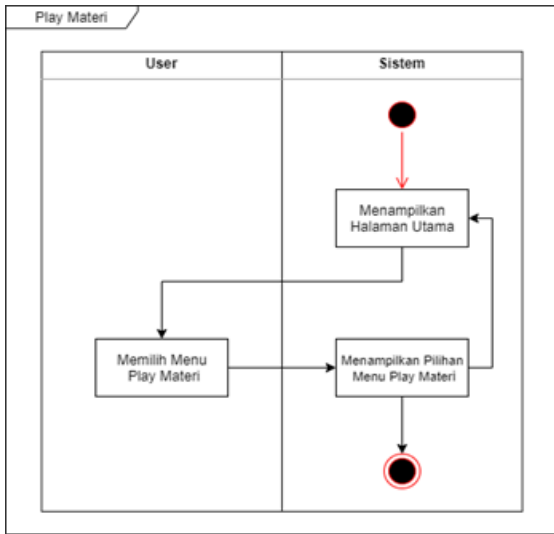 Play Materi
User
Sistem
Menampilkan
Halaman Utama
Memilih Menu
Play Materi
Menampilkan Pilihan
Menu Play Materi